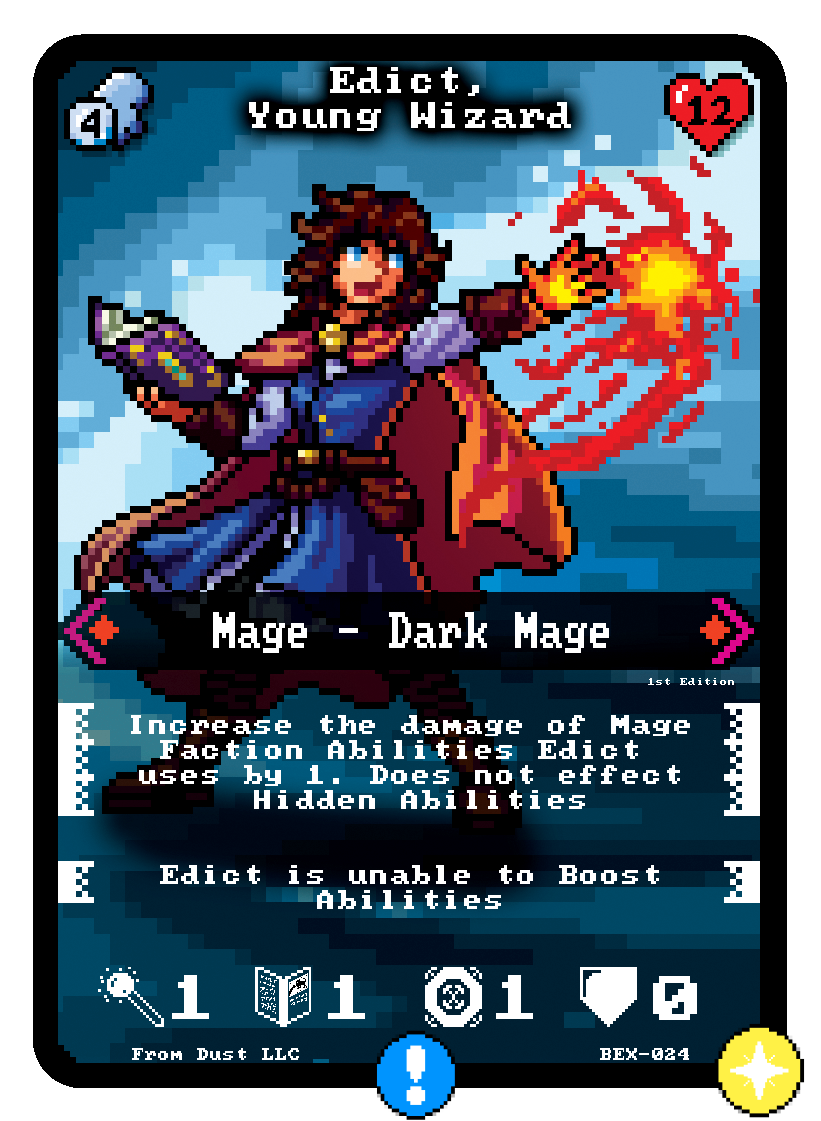 Edict,
Young Wizard
4
12
Mage - Dark Mage
1st Edition
Increase the damage of Mage
Faction Abilities Edict
uses by 1. Does not effect
Hidden Abilities
Edict is unable to Boost
Abilities
1 1 1 0
From Dust LLC _
BEX-024
!